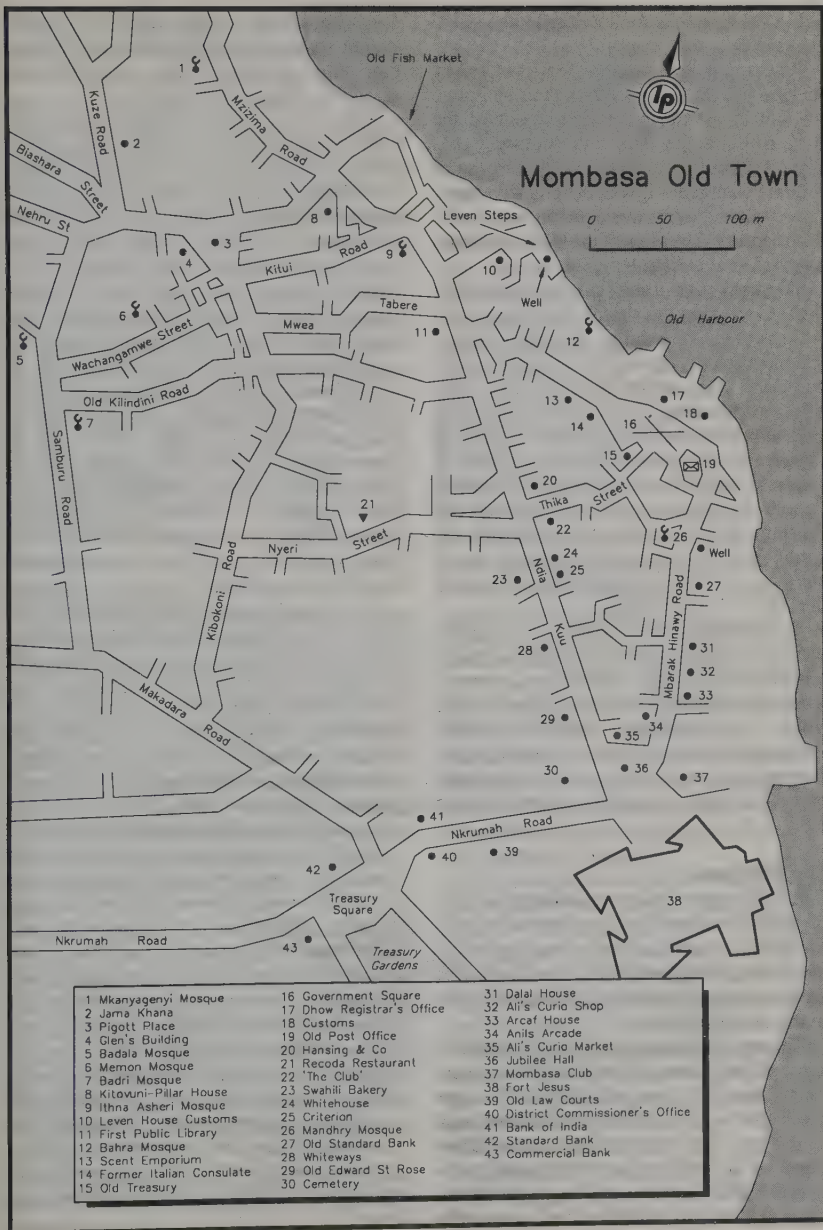 Old Fish Market
lp
Mombasa Old Town
0 50 100 m
Kuze Road
Mzizima
Road
Biashara
Street
Nehru St
Leven Steps
Well
Old Harbour
Kitui Road
Tabere
Mwea
Wachangamwe Street
Old Kilindini Road
Samburu
Road
Thika
Street
Nyeri Street
Kibokoni Road
Ndia
Kuu
Well
Mbarak Hinawy Road
Makadara
Road
Nkrumah Road
Treasury
Square
Nkrumah Road
Treasury
Gardens
1
2
3
4
5
6
7
8
9
10
11
12
13
14
15
16
17
18
19
20
21
22
23
24
25
26
27
28
29
30
31
32
33
34
35
36
37
38
39
40
41
42
43
1 Mkanyagenyi Mosque
2 Jama Khana
3 Pigott Place
4 Glen's Building
5 Badala Mosque
6 Memon Mosque
7 Badri Mosque
8 Kitovuni-Pillar House
9 Ithna Asheri Mosque
10 Leven House Customs
11 First Public Library
12 Bahra Mosque
13 Scent Emporium
14 Former Italian Consulate
15 Old Treasury
16 Government Square
17 Dhow Registrar's Office
18 Customs
19 Old Post Office
20 Hansing & Co
21 Recoda Restaurant
22 'The Club'
23 Swahili Bakery
24 Whitehouse
25 Criterion
26 Mandhry Mosque
27 Old Standard Bank
28 Whiteways
29 Old Edward St Rose
30 Cemetery
31 Dalal House
32 Ali's Curio Shop
33 Arcaf House
34 Anils Arcade
35 Ali's Curio Market
36 Jubilee Hall
37 Mombasa Club
38 Fort Jesus
39 Old Law Courts
40 District Commissioner's Office
41 Bank of India
42 Standard Bank
43 Commercial Bank